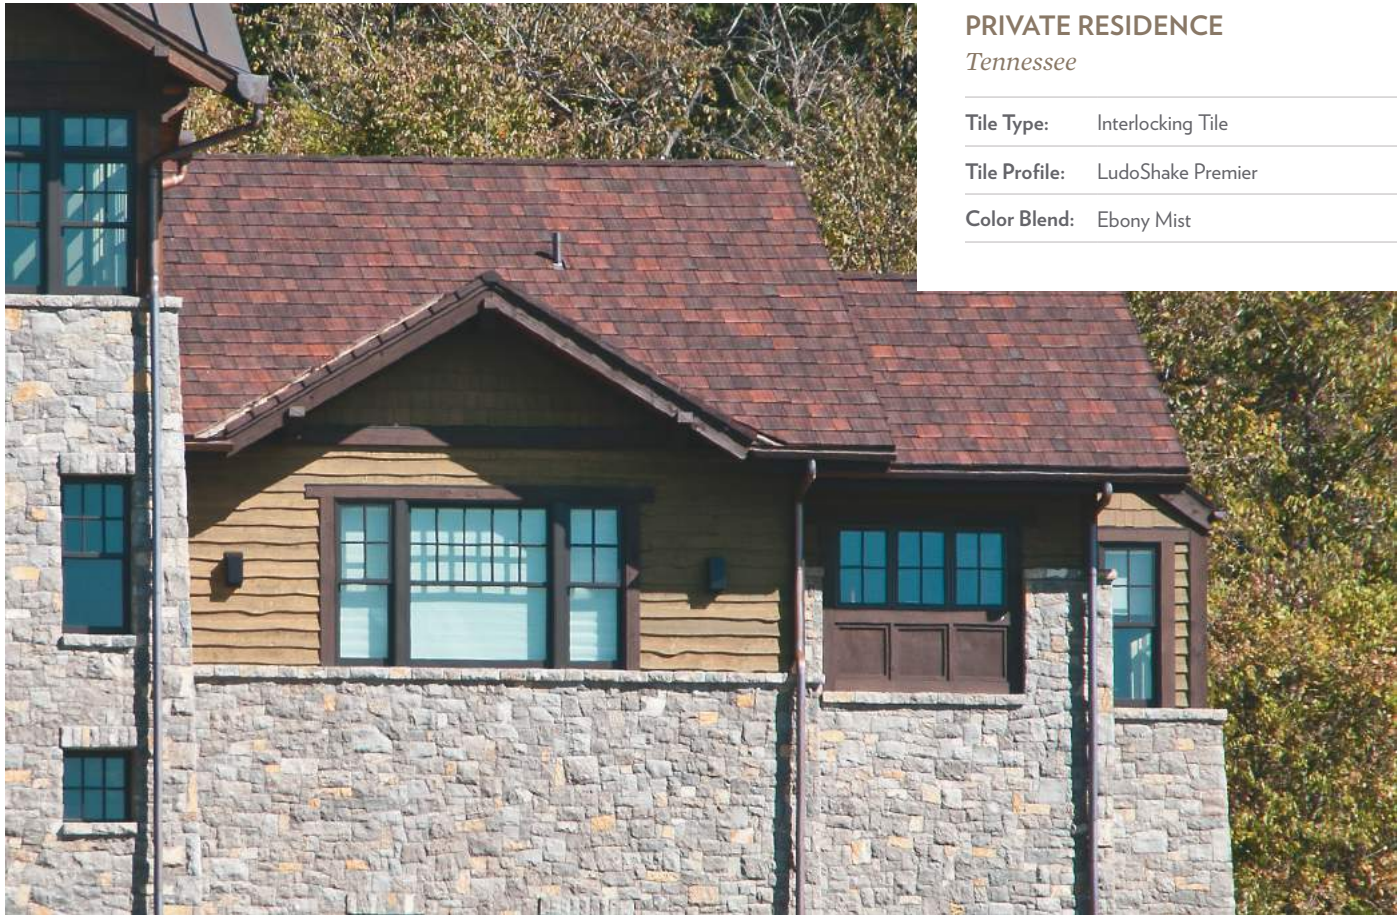 PRIVATE RESIDENCE
Tennessee
Tile Type: Interlocking Tile
Tile Profile: LudoShake Premier
Color Blend: Ebony Mist